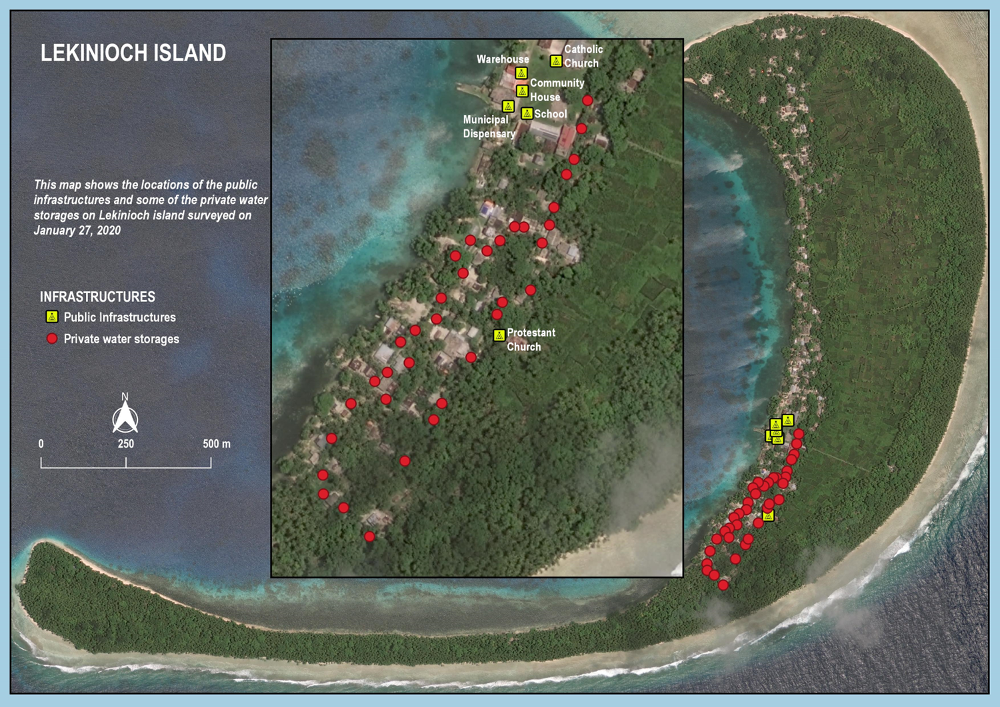 LEKINIOCH ISLAND
This map shows the locations of the public
infrastructures and some of the private water
storages on Lekinioch island surveyed on
January 27, 2020
INFRASTRUCTURES
Public Infrastructures
Private water storages
N
0 250 500 m
Catholic
Church
Warehouse
Community
House
School
Municipal
Dispensary
Protestant
Church